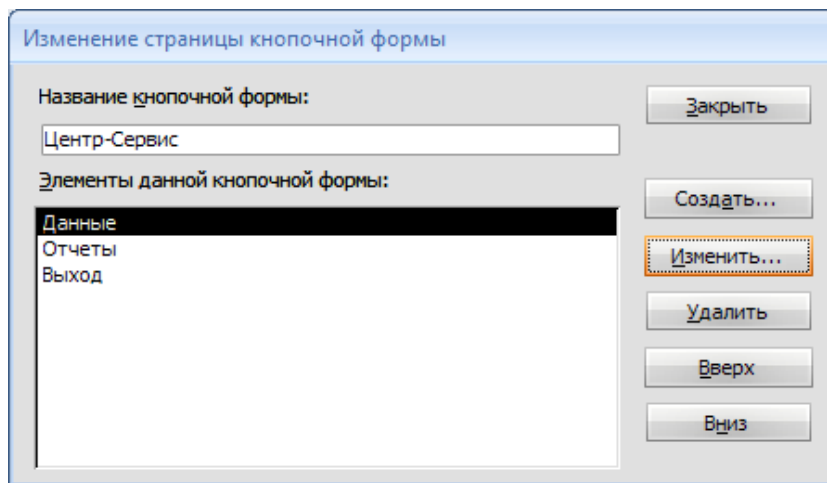 Изменение страницы кнопочной формы
Название кнопочной формы:
Закрыть
Центр-Сервис
Элементы данной кнопочной формы:
Создать...
Данные
Отчеты
Изменить...
Выход
Удалить
Вверх
Вниз